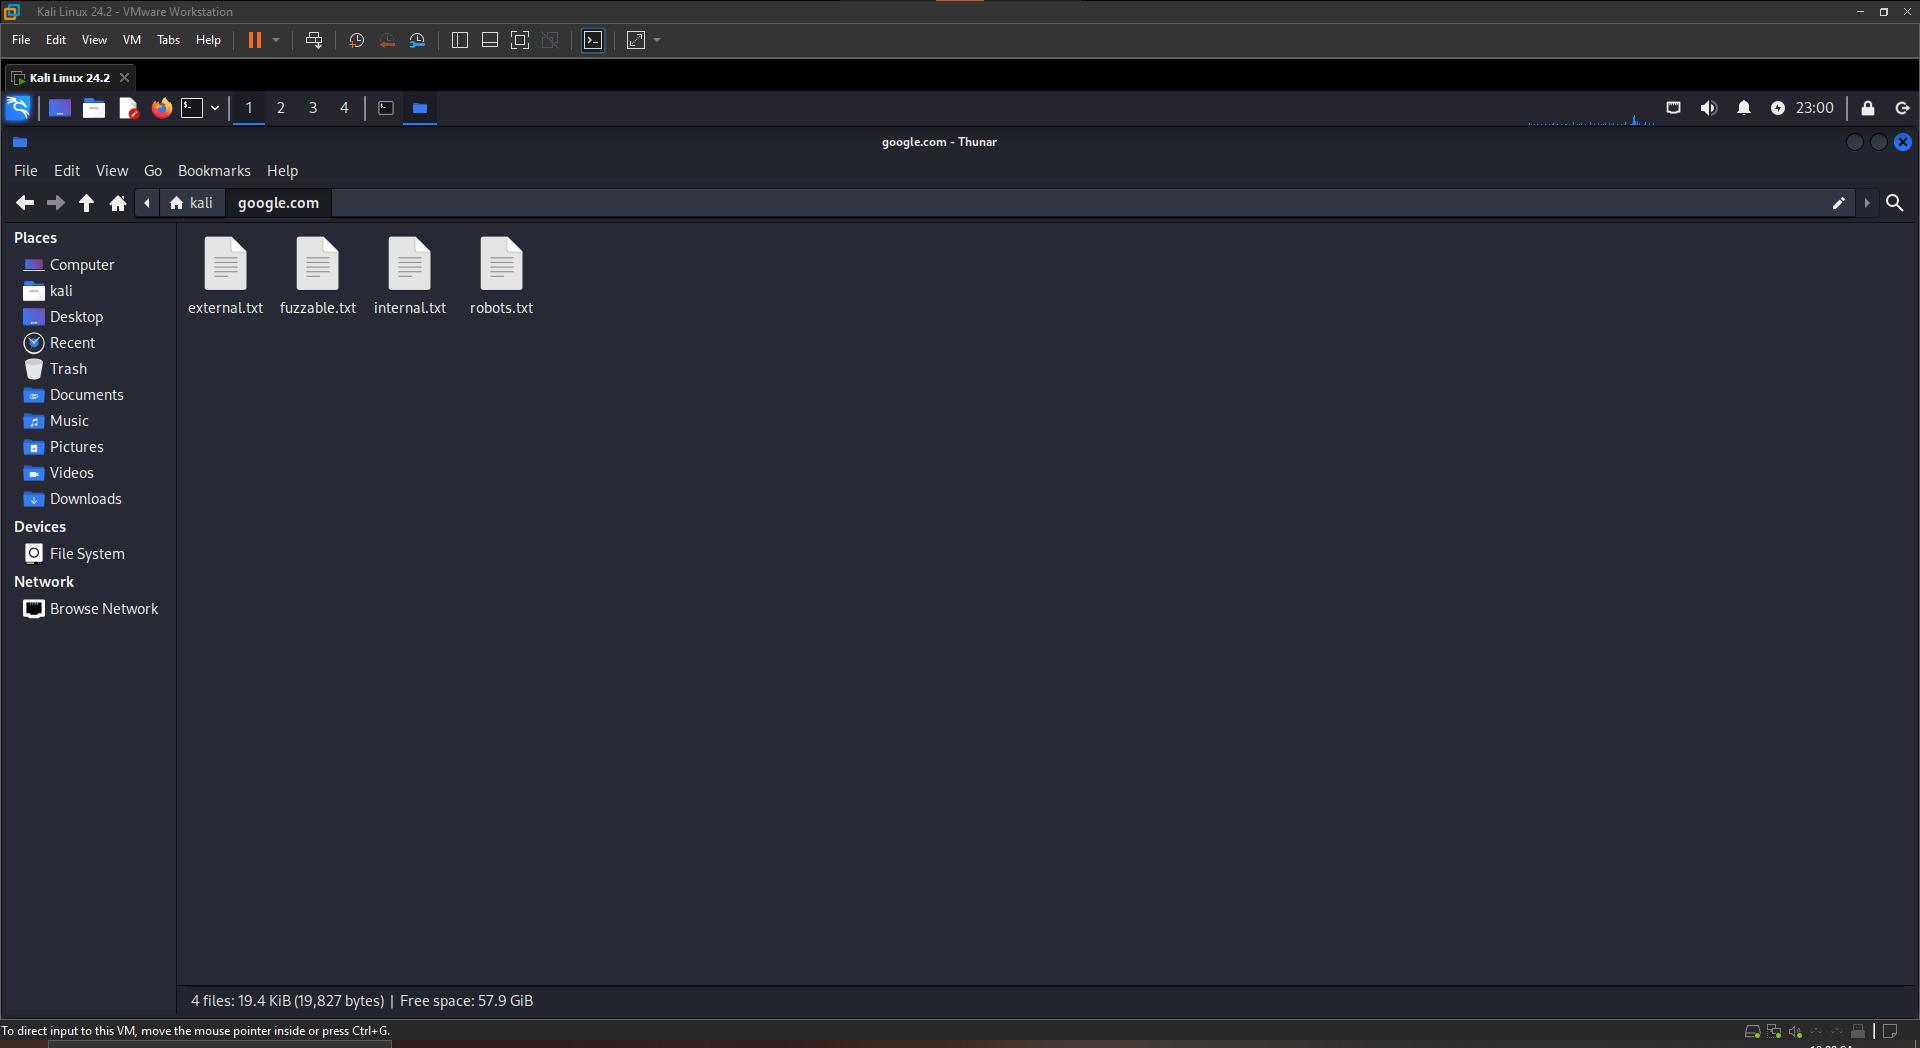 Kali Linux 24.2 - VMware Workstation
File Edit View VM Tabs Help
Kali Linux 24.2
1 2 3 4 23:00
google.com - Thunar
File Edit View Go Bookmarks Help
kali google.com
Places
Computer
kali
Desktop
Recent
Trash
Documents
Music
Pictures
Videos
Downloads
Devices
File System
Network
Browse Network
external.txt fuzzable.txt internal.txt robots.txt
4 files: 19.4 KiB (19,827 bytes) | Free space: 57.9 GiB
To direct input to this VM, move the mouse pointer inside or press Ctrl+G.